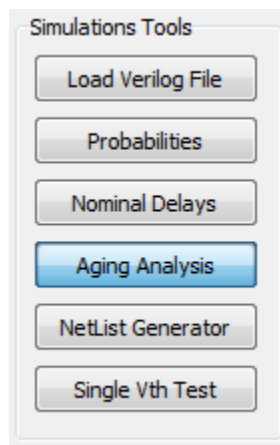 Simulations Tools
Load Verilog File
Probabilities
Nominal Delays
Aging Analysis
NetList Generator
Single Vth Test